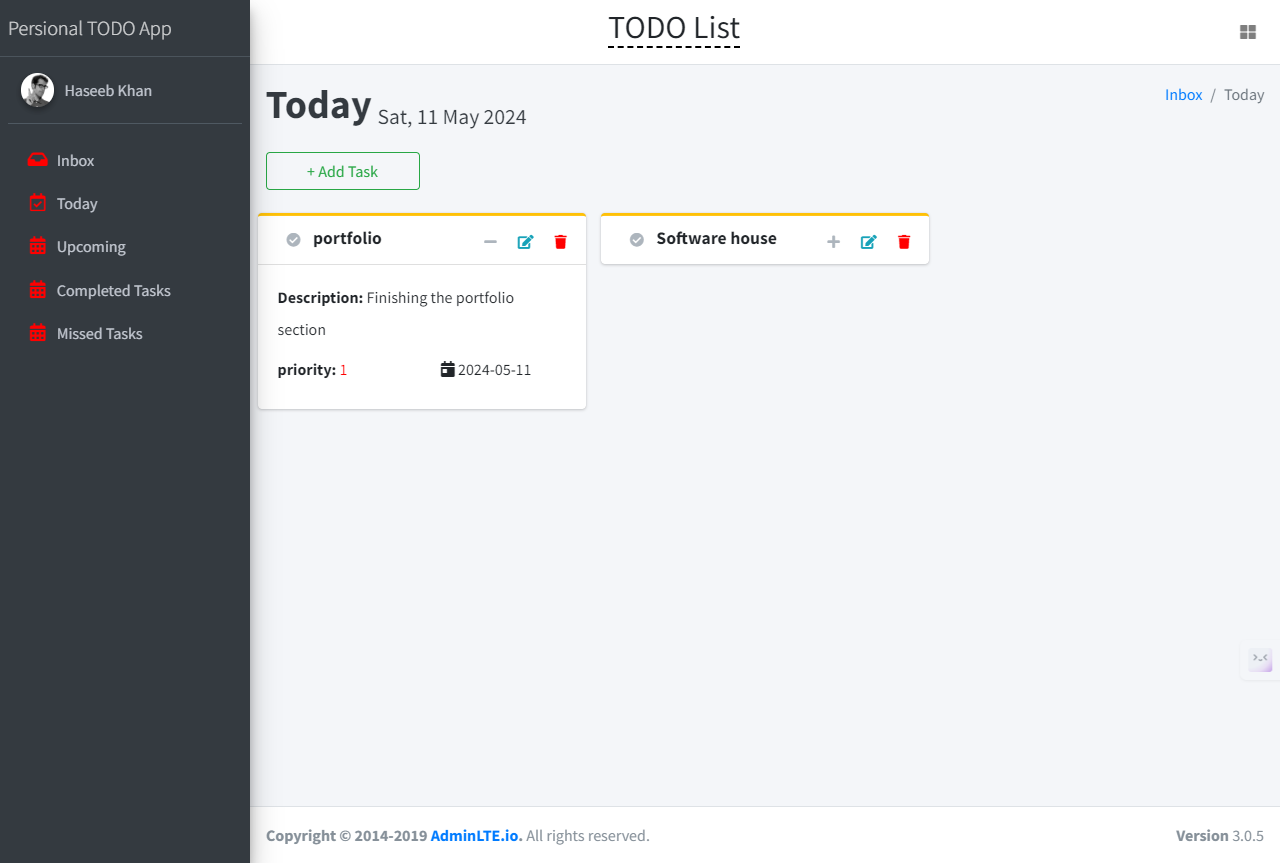 Persional TODO App
TODO List
Haseeb Khan
Inbox
Today
Upcoming
Completed Tasks
Missed Tasks
Today Sat, 11 May 2024
Inbox / Today
+ Add Task
portfolio
Description: Finishing the portfolio
section
priority: 1 2024-05-11
Software house
Copyright © 2014-2019 AdminLTE.io. All rights reserved.
Version 3.0.5